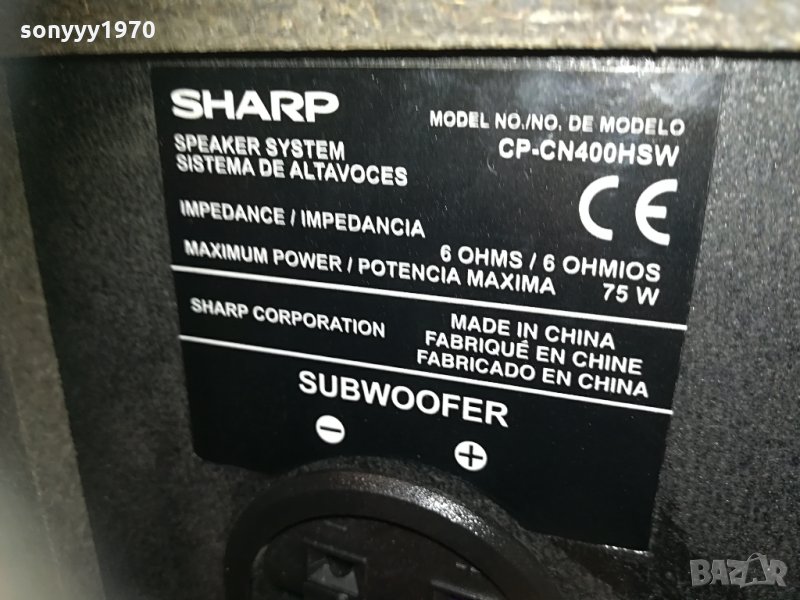 sonyyy1970
SHARP
MODEL NO./NO. DE MODELO
CP-CN400HSW
SPEAKER SYSTEM
SISTEMA DE ALTAVOCES
CE
IMPEDANCE / IMPEDANCIA
6 OHMS / 6 OHMIOS
MAXIMUM POWER / POTENCIA MAXIMA 75 W
SHARP CORPORATION
MADE IN CHINA
FABRIQUÉ EN CHINE
FABRICADO EN CHINA
SUBWOOFER
− +
BAZAR